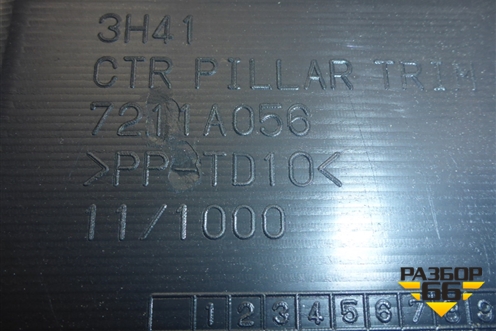 3H41
CTR PILLAR TRIM
7211A056
>PP-TD10<
11/1000
1 2 3 4 5 6 7 8 9
РАЗБОР
66